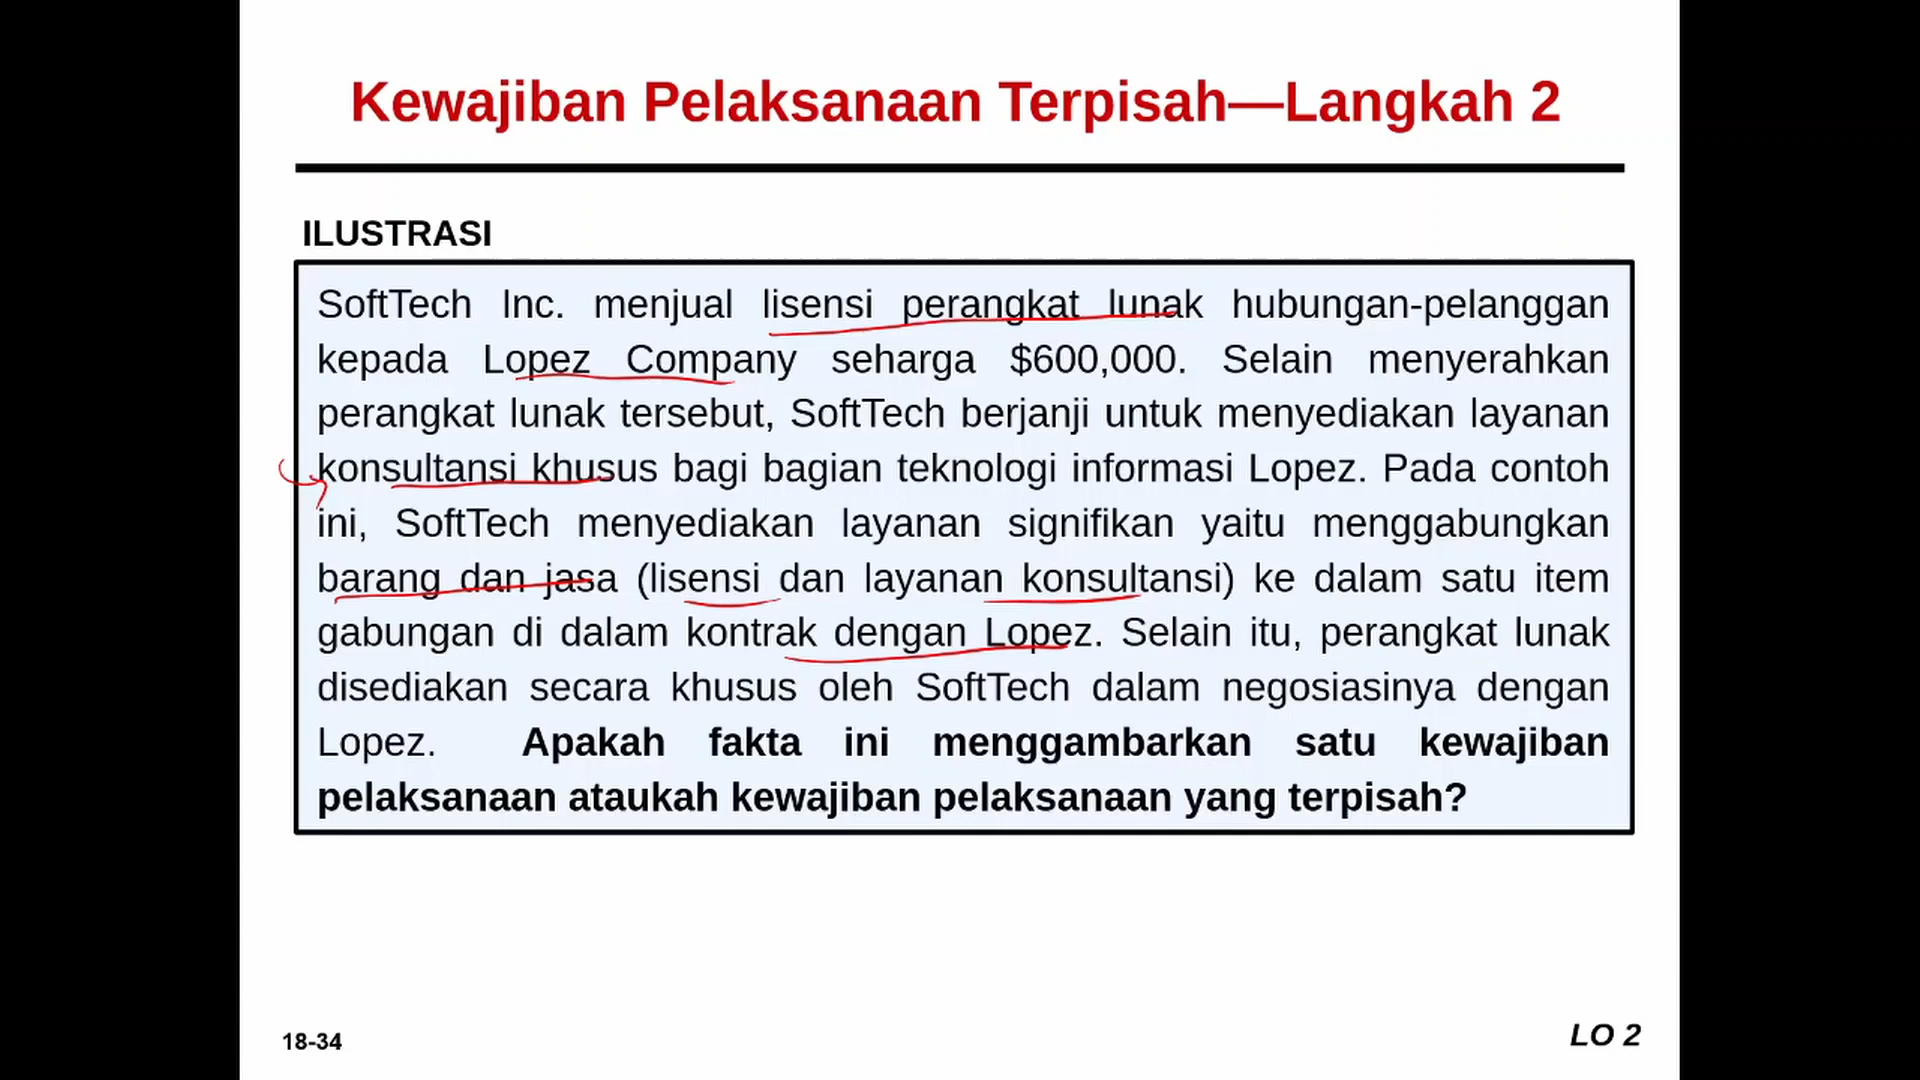 Kewajiban Pelaksanaan Terpisah—Langkah 2
ILUSTRASI
SoftTech Inc. menjual lisensi perangkat lunak hubungan-pelanggan
kepada Lopez Company seharga $600,000. Selain menyerahkan
perangkat lunak tersebut, SoftTech berjanji untuk menyediakan layanan
konsultansi khusus bagi bagian teknologi informasi Lopez. Pada contoh
ini, SoftTech menyediakan layanan signifikan yaitu menggabungkan
barang dan jasa (lisensi dan layanan konsultansi) ke dalam satu item
gabungan di dalam kontrak dengan Lopez. Selain itu, perangkat lunak
disediakan secara khusus oleh SoftTech dalam negosiasinya dengan
Lopez. Apakah fakta ini menggambarkan satu kewajiban
pelaksanaan ataukah kewajiban pelaksanaan yang terpisah?
18-34
LO 2